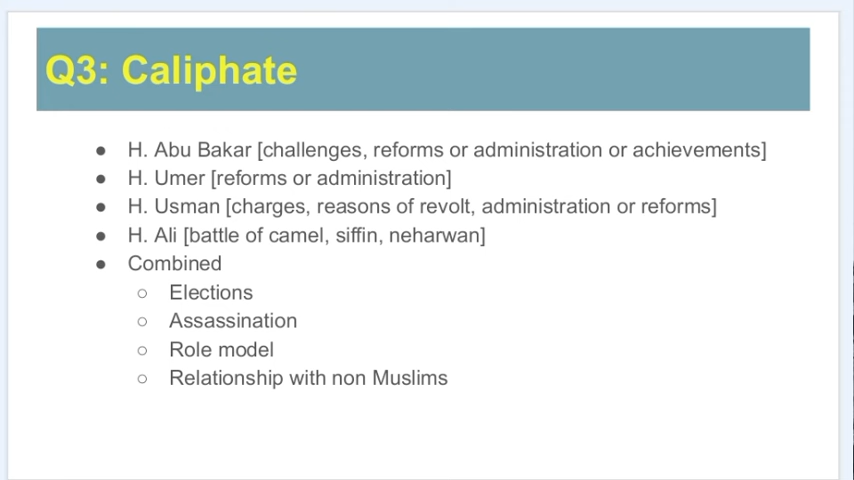 Q3: Caliphate
● H. Abu Bakar [challenges, reforms or administration or achievements]
● H. Umer [reforms or administration]
● H. Usman [charges, reasons of revolt, administration or reforms]
● H. Ali [battle of camel, siffin, neharwan]
● Combined
○ Elections
○ Assassination
○ Role model
○ Relationship with non Muslims